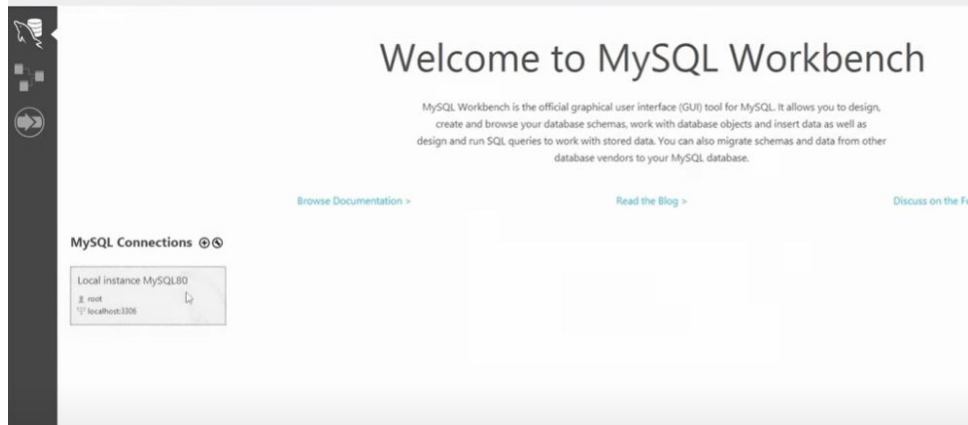 Welcome to MySQL Workbench
MySQL Workbench is the official graphical user interface (GUI) tool for MySQL. It allows you to design,
create and browse your database schemas, work with database objects and insert data as well as
design and run SQL queries to work with stored data. You can also migrate schemas and data from other
database vendors to your MySQL database.
Browse Documentation >
Read the Blog >
Discuss on the F
MySQL Connections
Local instance MySQL80
root
localhost:3306